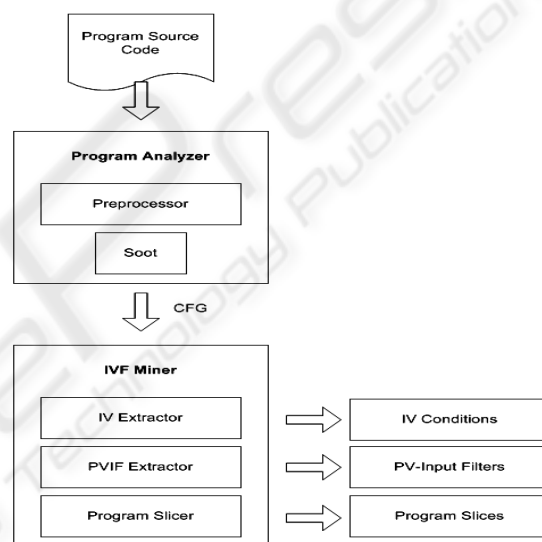 Program Source
Code
Program Analyzer
Preprocessor
Soot
CFG
IVF Miner
IV Extractor
IV Conditions
PVIF Extractor
PV-Input Filters
Program Slicer
Program Slices